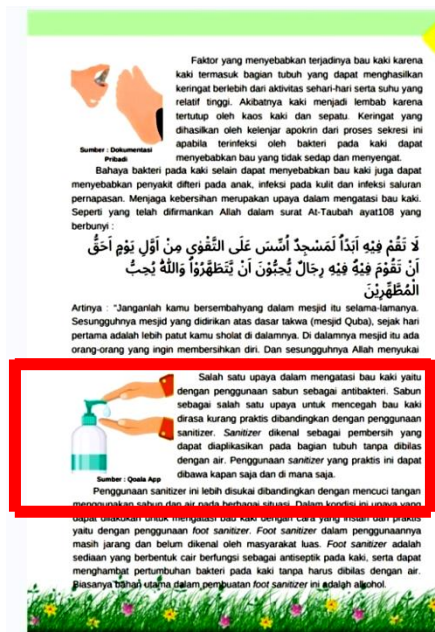 Faktor yang menyebabkan terjadinya bau kaki karena
kaki termasuk bagian tubuh yang dapat menghasilkan
keringat berlebih dari aktivitas sehari-hari serta suhu yang
relatif tinggi. Akibatnya kaki menjadi lembab karena
tertutup oleh kaos kaki dan sepatu. Keringat yang
dihasilkan oleh kelenjar apokrin dari proses sekresi ini
apabila terinfeksi oleh bakteri pada kaki dapat
menyebabkan bau yang tidak sedap dan menyengat.
Sumber : Dokumentasi
Pribadi
Bahaya bakteri pada kaki selain dapat menyebabkan bau kaki juga dapat
menyebabkan penyakit difteri pada anak, infeksi pada kulit dan infeksi saluran
pernapasan. Menjaga kebersihan merupakan upaya dalam mengatasi bau kaki.
Seperti yang telah difirmankan Allah dalam surat At-Taubah ayat108 yang
berbunyi :
لَا تَقُمْ فِيْهِ اَبَدًاۗ لَمَسْجِدٌ اُسِّسَ عَلَى التَّقْوٰى مِنْ اَوَّلِ يَوْمٍ اَحَقُّ
اَنْ تَقُوْمَ فِيْهِۗ فِيْهِ رِجَالٌ يُّحِبُّوْنَ اَنْ يَّتَطَهَّرُوْاۗ وَاللّٰهُ يُحِبُّ
الْمُطَّهِّرِيْنَ
Artinya : "Janganlah kamu bersembahyang dalam mesjid itu selama-lamanya.
Sesungguhnya mesjid yang didirikan atas dasar takwa (mesjid Quba), sejak hari
pertama adalah lebih patut kamu sholat di dalamnya. Di dalamnya mesjid itu ada
orang-orang yang ingin membersihkan diri. Dan sesungguhnya Allah menyukai
Salah satu upaya dalam mengatasi bau kaki yaitu
dengan penggunaan sabun sebagai antibakteri. Sabun
sebagai salah satu upaya untuk mencegah bau kaki
dirasa kurang praktis dibandingkan dengan penggunaan
sanitizer. Sanitizer dikenal sebagai pembersih yang
dapat diaplikasikan pada bagian tubuh tanpa dibilas
dengan air. Penggunaan sanitizer yang praktis ini dapat
dibawa kapan saja dan di mana saja.
Sumber : Qoala App
Penggunaan sanitizer ini lebih disukai dibandingkan dengan mencuci tangan
menggunakan sabun dan air pada berbagai situasi. Dalam kondisi ini upaya yang
dapat dilakukan untuk mengatasi bau kaki dengan cara yang instan dan praktis
yaitu dengan penggunaan foot sanitizer. Foot sanitizer dalam penggunaannya
masih jarang dan belum dikenal oleh masyarakat luas. Foot sanitizer adalah
sediaan yang berbentuk cair berfungsi sebagai antiseptik pada kaki, serta dapat
menghambat pertumbuhan bakteri pada kaki tanpa harus dibilas dengan air.
Biasanya bahan utama dalam pembuatan foot sanitizer ini adalah alkohol.